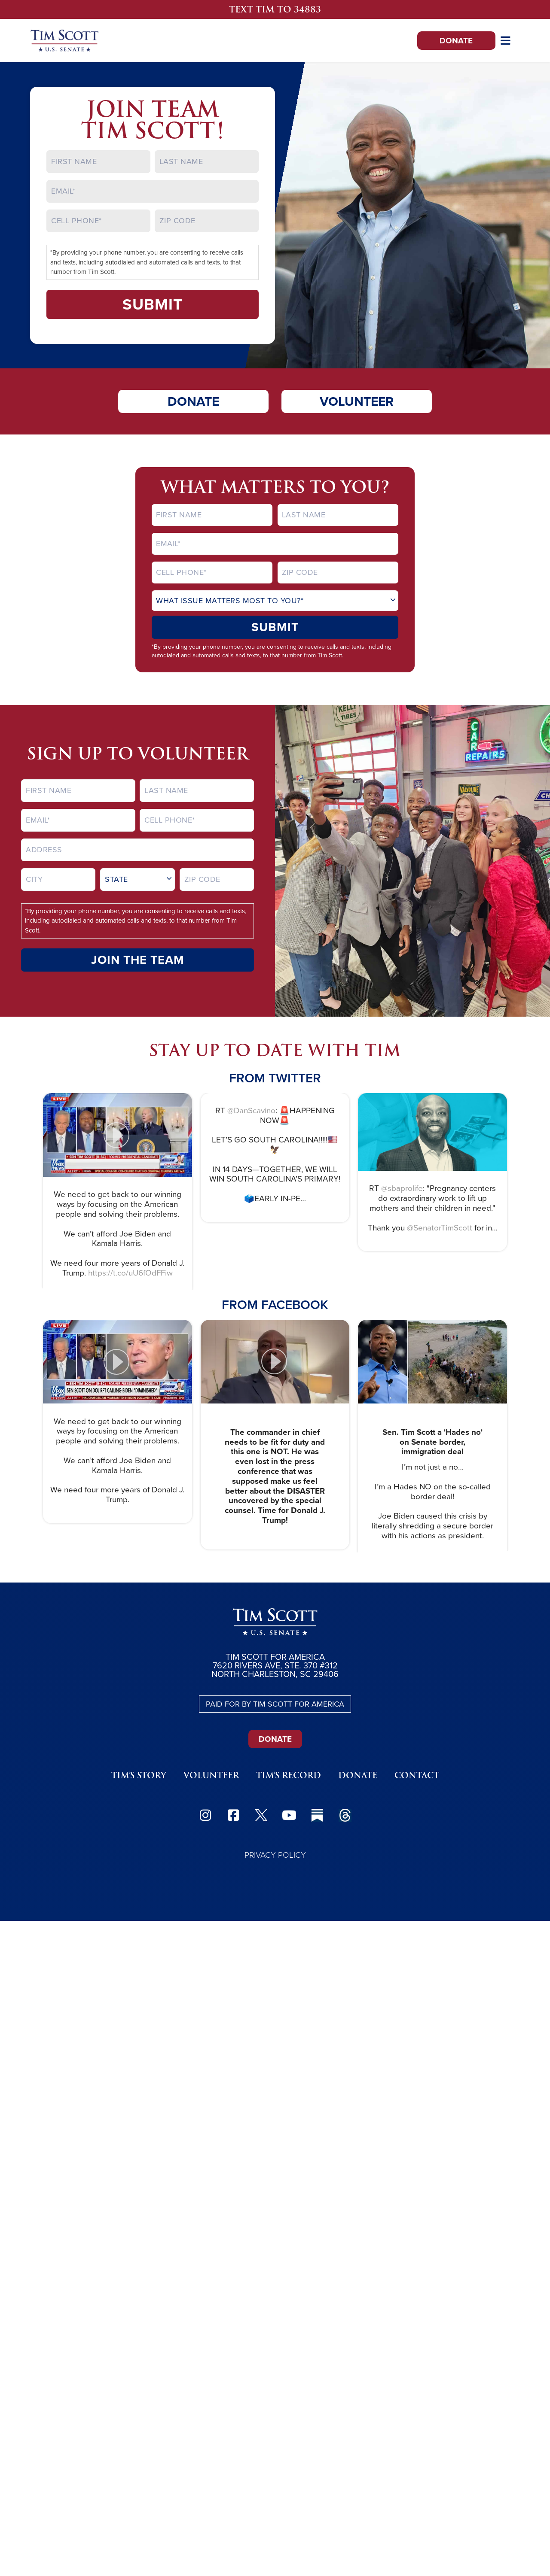 TEXT TIM TO 34883
TIM SCOTT
U.S. SENATE
DONATE
JOIN TEAM
TIM SCOTT!
FIRST NAME
LAST NAME
EMAIL*
CELL PHONE*
ZIP CODE
*By providing your phone number, you are consenting to receive calls
and texts, including autodialed and automated calls and texts, to that
number from Tim Scott.
SUBMIT
DONATE
VOLUNTEER
WHAT MATTERS TO YOU?
FIRST NAME
LAST NAME
EMAIL*
CELL PHONE*
ZIP CODE
WHAT ISSUE MATTERS MOST TO YOU?*
SUBMIT
*By providing your phone number, you are consenting to receive calls and texts, including
autodialed and automated calls and texts, to that number from Tim Scott.
SIGN UP TO VOLUNTEER
FIRST NAME
LAST NAME
EMAIL*
CELL PHONE*
ADDRESS
CITY
STATE
ZIP CODE
*By providing your phone number, you are consenting to receive calls and texts,
including autodialed and automated calls and texts, to that number from Tim
Scott.
JOIN THE TEAM
KELLY
TIRES
CAR
REPAIRS
VALVOLINE
STAY UP TO DATE WITH TIM
FROM TWITTER
LIVE
We need to get back to our winning
ways by focusing on the American
people and solving their problems.
We can't afford Joe Biden and
Kamala Harris.
We need four more years of Donald J.
Trump. https://t.co/uU6fOdFFiw
RT @DanScavino: 🚨HAPPENING
NOW🚨
LET'S GO SOUTH CAROLINA!!!!🇺🇸
🦅
IN 14 DAYS—TOGETHER, WE WILL
WIN SOUTH CAROLINA'S PRIMARY!
🗳️EARLY IN-PE...
RT @sbaprolife: "Pregnancy centers
do extraordinary work to lift up
mothers and their children in need."
Thank you @SenatorTimScott for in...
FROM FACEBOOK
LIVE
SEN SCOTT ON DOJ RPT CALLING BIDEN "DIMINISHED"
We need to get back to our winning
ways by focusing on the American
people and solving their problems.
We can't afford Joe Biden and
Kamala Harris.
We need four more years of Donald J.
Trump.
The commander in chief
needs to be fit for duty and
this one is NOT. He was
even lost in the press
conference that was
supposed make us feel
better about the DISASTER
uncovered by the special
counsel. Time for Donald J.
Trump!
Sen. Tim Scott a 'Hades no'
on Senate border,
immigration deal
I'm not just a no...
I'm a Hades NO on the so-called
border deal!
Joe Biden caused this crisis by
literally shredding a secure border
with his actions as president.
TIM SCOTT
U.S. SENATE
TIM SCOTT FOR AMERICA
7620 RIVERS AVE, STE. 370 #312
NORTH CHARLESTON, SC 29406
PAID FOR BY TIM SCOTT FOR AMERICA
DONATE
TIM'S STORY
VOLUNTEER
TIM'S RECORD
DONATE
CONTACT
PRIVACY POLICY